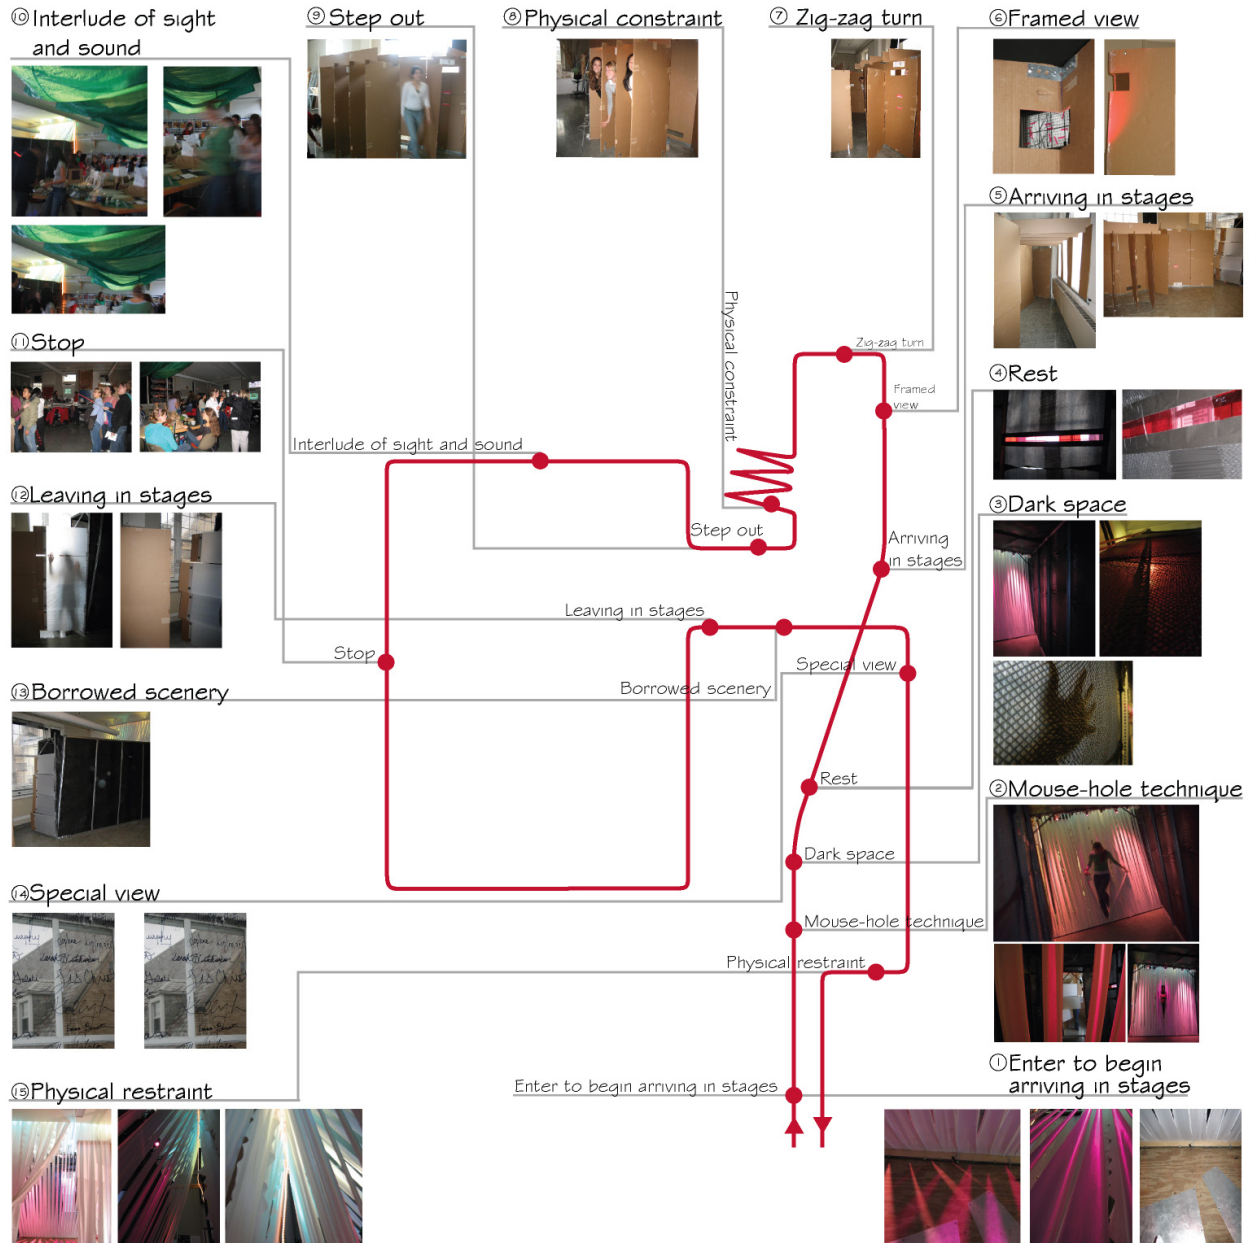 ⑩Interlude of sight
and sound
⑨Step out
⑧Physical constraint
⑦ Zig-zag turn
⑥Framed view
⑤Arriving in stages
④Rest
③Dark space
②Mouse-hole technique
①Enter to begin
arriving in stages
⑪Stop
⑫Leaving in stages
⑬Borrowed scenery
⑭Special view
⑮Physical restraint
Physical constraint
Zig-zag turn
Framed
view
Interlude of sight and sound
Step out
Arriving
in stages
Leaving in stages
Stop
Special view
Borrowed scenery
Rest
Dark space
Mouse-hole technique
Physical restraint
Enter to begin arriving in stages